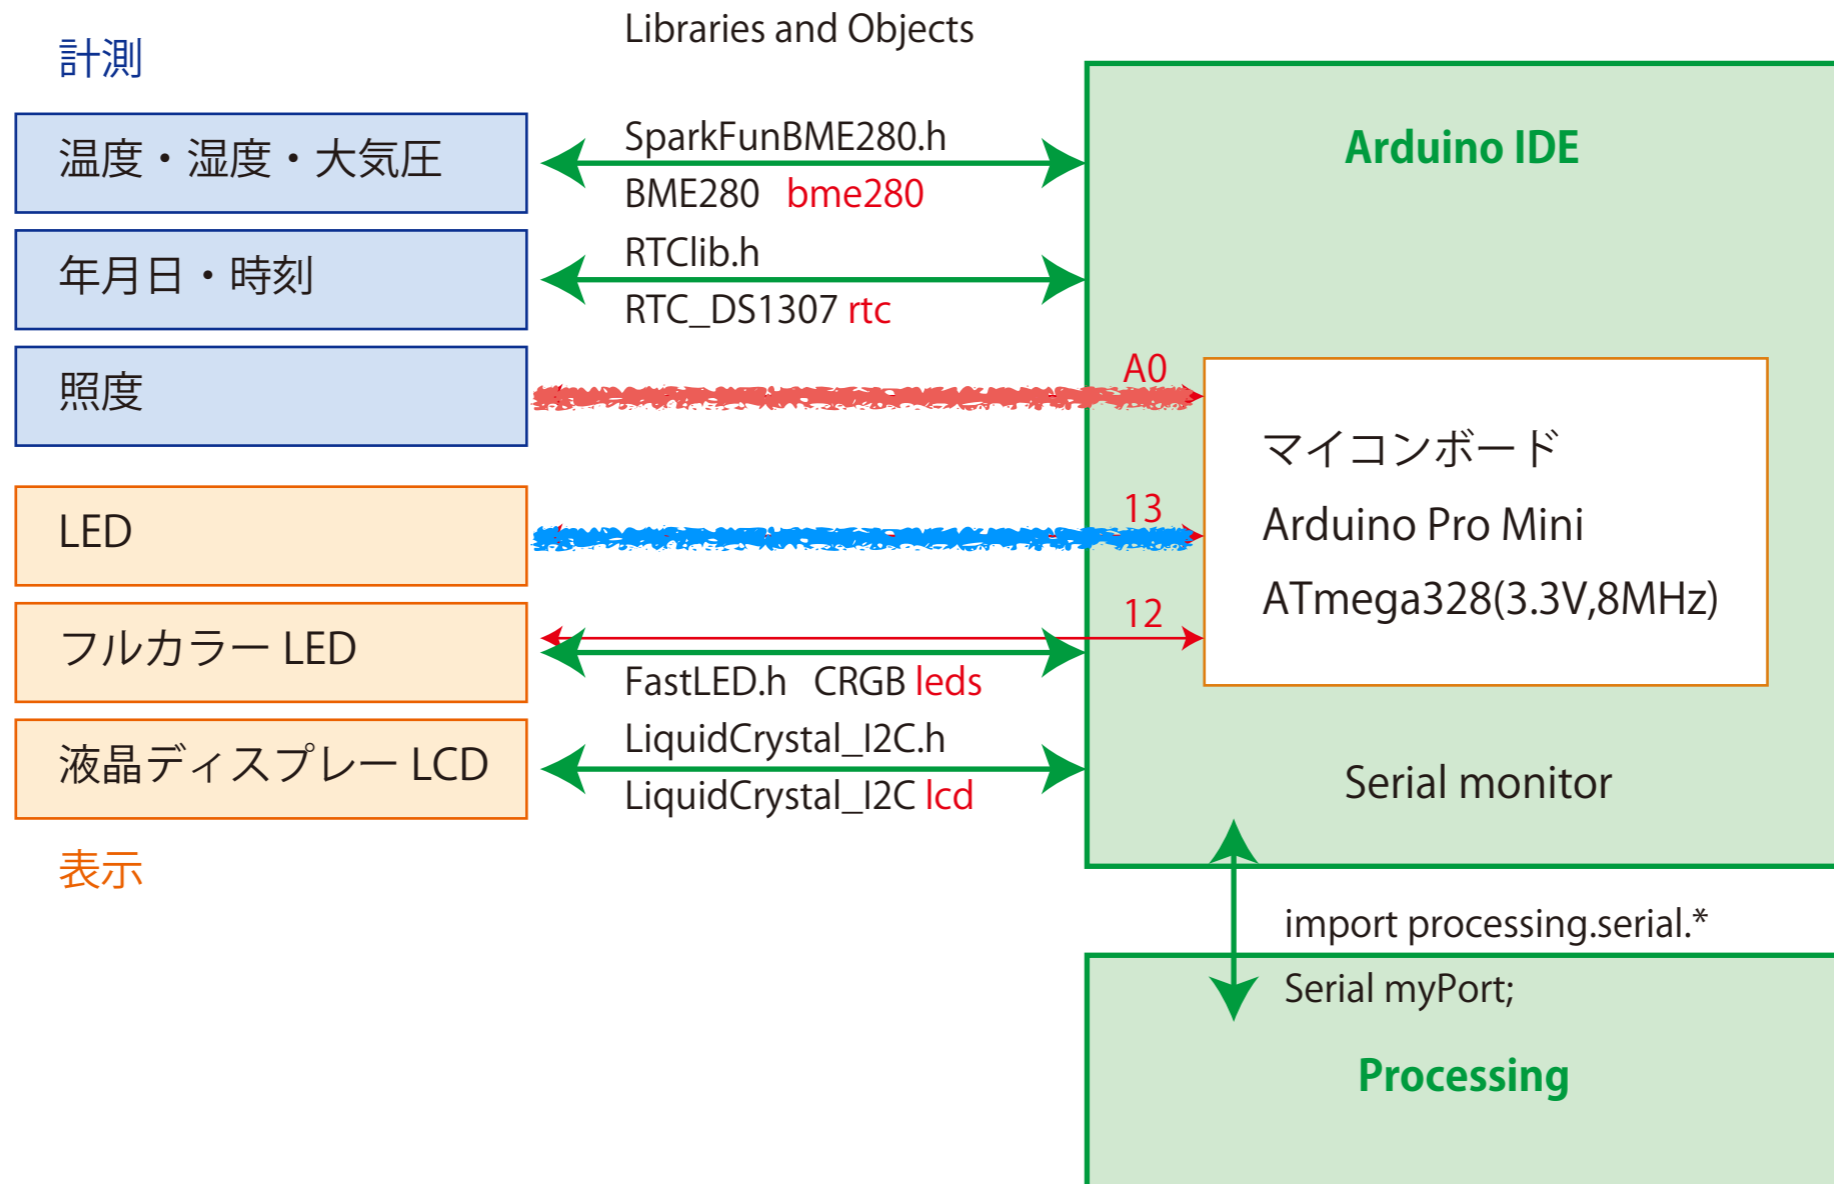 Libraries and Objects
計測
温度・湿度・大気圧
SparkFunBME280.h
BME280 bme280
年月日・時刻
RTClib.h
RTC_DS1307 rtc
照度
A0
LED
13
フルカラー LED
12
FastLED.h CRGB leds
液晶ディスプレー LCD
LiquidCrystal_I2C.h
LiquidCrystal_I2C lcd
表示
Arduino IDE
マイコンボード
Arduino Pro Mini
ATmega328(3.3V,8MHz)
Serial monitor
import processing.serial.*
Serial myPort;
Processing